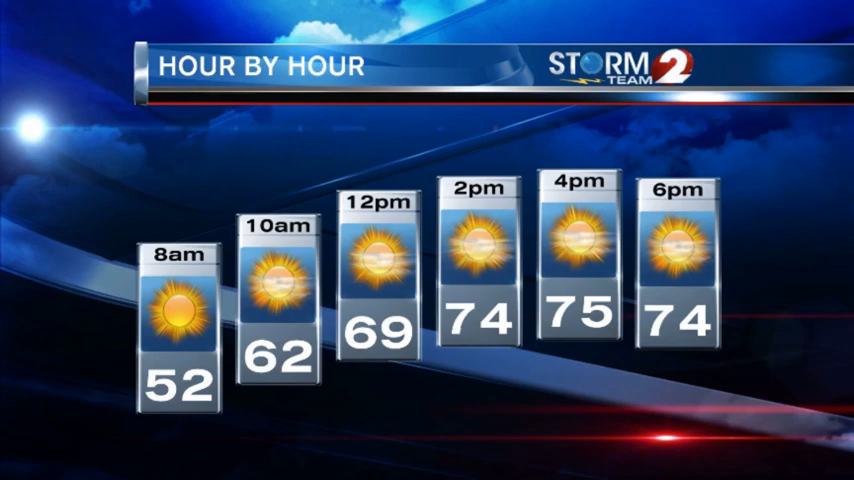 HOUR BY HOUR
STORM
TEAM 2
8am
52
10am
62
12pm
69
2pm
74
4pm
75
6pm
74